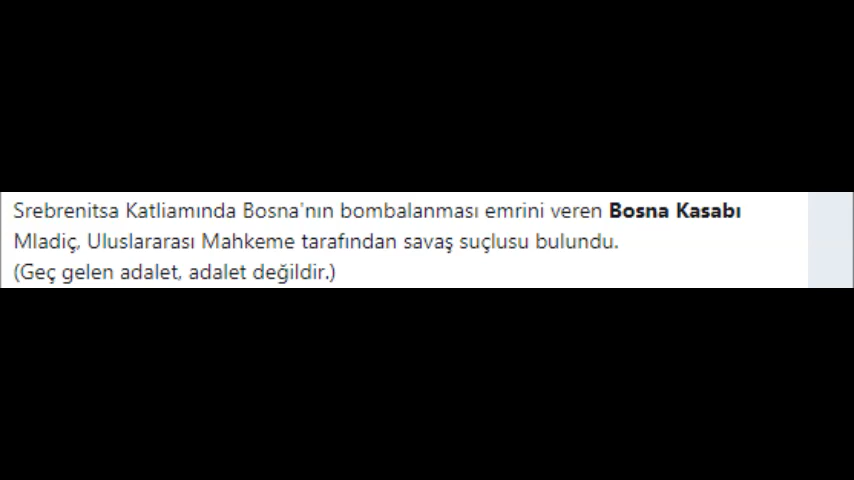 Srebrenitsa Katliamında Bosna'nın bombalanması emrini veren Bosna Kasabı
Mladiç, Uluslararası Mahkeme tarafından savaş suçlusu bulundu.
(Geç gelen adalet, adalet değildir.)